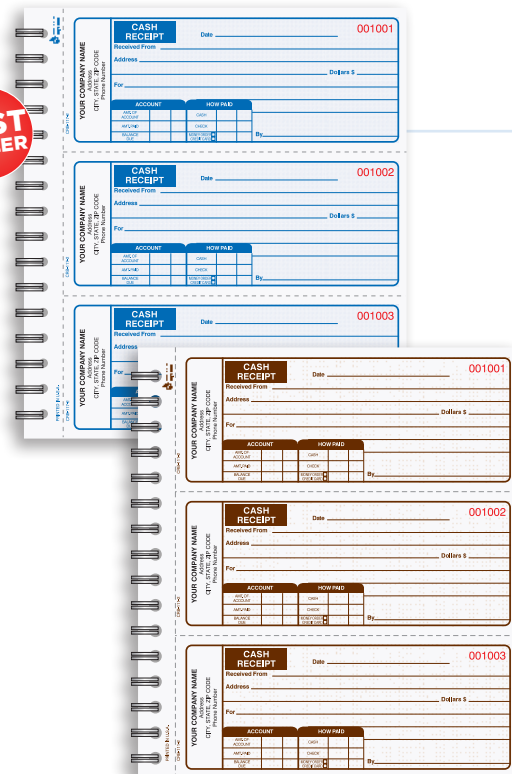 ST
ER
CASH
RECEIPT
Date
001001
Received From
Address
Dollars $
For
ACCOUNT
HOW PAID
AMT. OF
ACCOUNT
CASH
AMT. PAID
CHECK
BALANCE
DUE
MONEY ORDER
CREDIT CARD
By
YOUR COMPANY NAME
Address
CITY, STATE, ZIP CODE
Phone Number
CASH
RECEIPT
Date
001002
Received From
Address
Dollars $
For
ACCOUNT
HOW PAID
AMT. OF
ACCOUNT
CASH
AMT. PAID
CHECK
BALANCE
DUE
MONEY ORDER
CREDIT CARD
By
YOUR COMPANY NAME
Address
CITY, STATE, ZIP CODE
Phone Number
CASH
RECEIPT
Date
001003
Received From
Address
For
YOUR COMPANY NAME
Address
CITY, STATE, ZIP CODE
Phone Number
PRINTED IN U.S.A.
CASH
RECEIPT
Date
001001
Received From
Address
Dollars $
For
ACCOUNT
HOW PAID
AMT. OF
ACCOUNT
CASH
AMT. PAID
CHECK
BALANCE
DUE
MONEY ORDER
CREDIT CARD
By
YOUR COMPANY NAME
Address
CITY, STATE, ZIP CODE
Phone Number
CASH
RECEIPT
Date
001002
Received From
Address
Dollars $
For
ACCOUNT
HOW PAID
AMT. OF
ACCOUNT
CASH
AMT. PAID
CHECK
BALANCE
DUE
MONEY ORDER
CREDIT CARD
By
YOUR COMPANY NAME
Address
CITY, STATE, ZIP CODE
Phone Number
CASH
RECEIPT
Date
001003
Received From
Address
Dollars $
For
ACCOUNT
HOW PAID
AMT. OF
ACCOUNT
CASH
AMT. PAID
CHECK
BALANCE
DUE
MONEY ORDER
CREDIT CARD
By
YOUR COMPANY NAME
Address
CITY, STATE, ZIP CODE
Phone Number
PRINTED IN U.S.A.